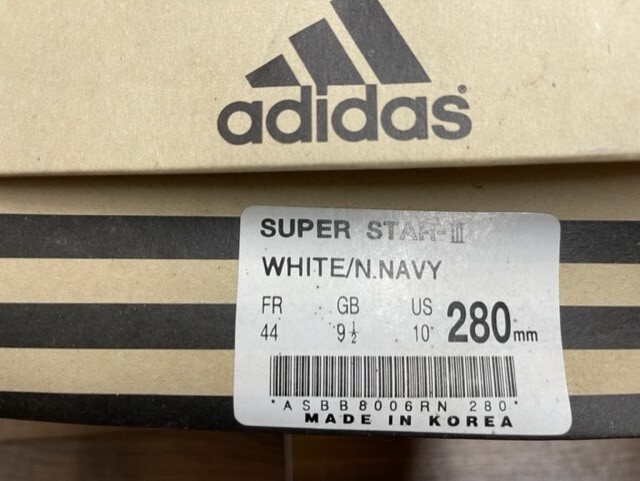 adidas®
SUPER STAR-III
WHITE/N.NAVY
FR GB US 280mm
44 9½ 10
*ASBB8006RN 280*
MADE IN KOREA